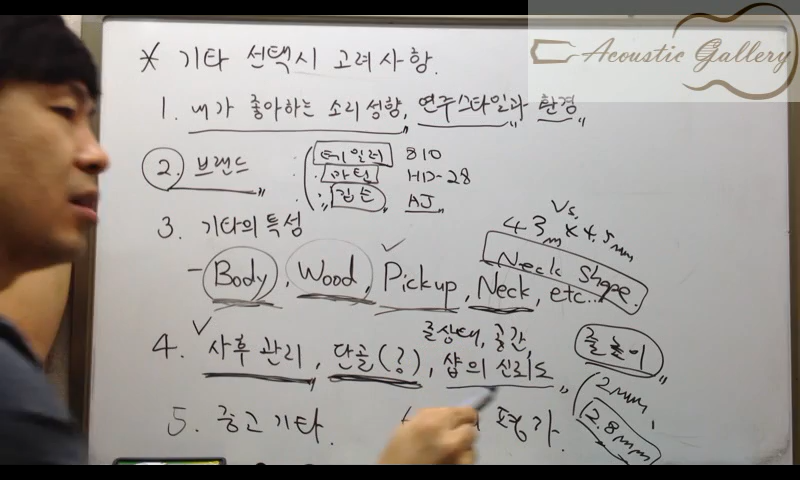 Acoustic Gallery
* 기타 선택시 고려사항.
1. 내가 좋아하는 소리성향, 연주스타일과 환경
2. 브랜드 : 테일러 810
마틴 HD-28
깁슨 AJ
3. 기타의 특성
Vs.
43mm 44.5mm
- Body, Wood, Pickup, Neck, etc...
Neck Shape.
4. 사후관리, 단골(?), 샵의 신뢰도
줄상태, 공간,
줄높이
2mm,
2.8mm
5. 중고기타.
평가.